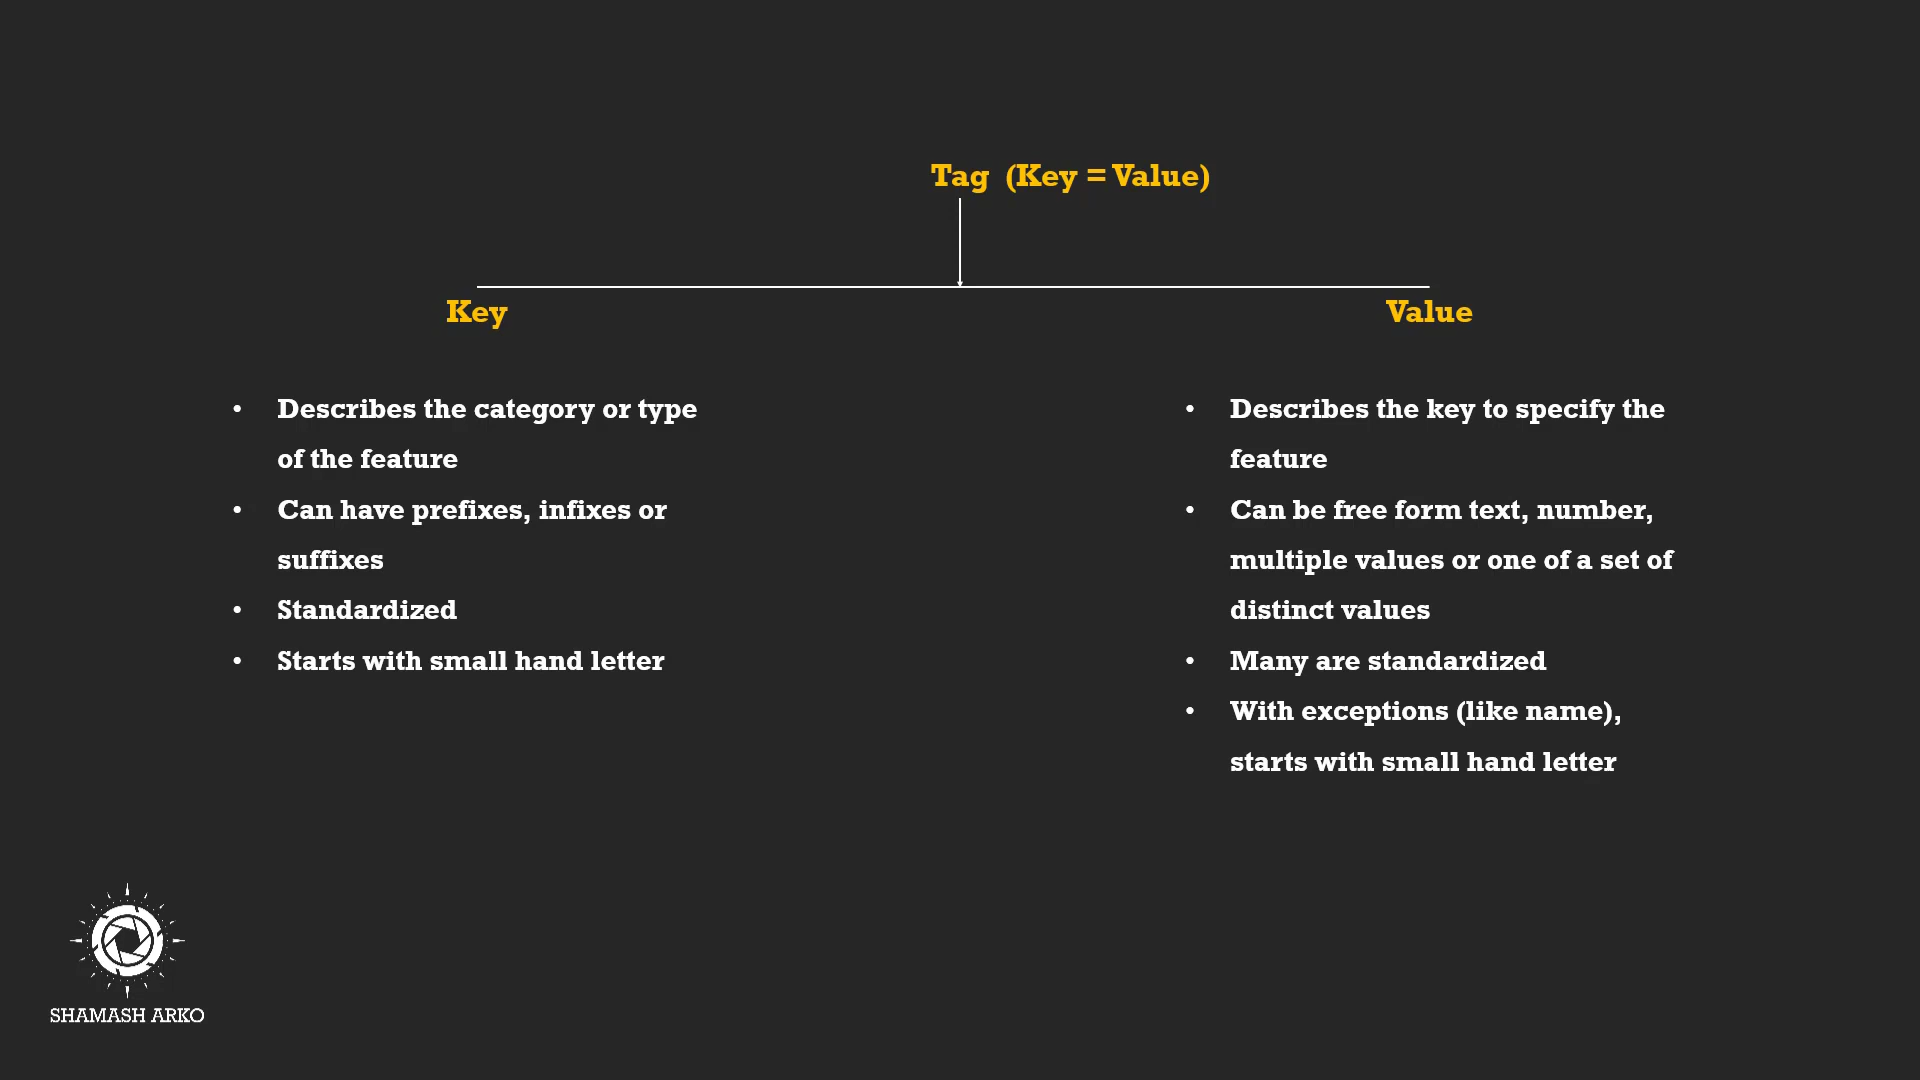 Tag (Key = Value)
Key
Value
• Describes the category or type
of the feature
• Can have prefixes, infixes or
suffixes
• Standardized
• Starts with small hand letter
• Describes the key to specify the
feature
• Can be free form text, number,
multiple values or one of a set of
distinct values
• Many are standardized
• With exceptions (like name),
starts with small hand letter
SHAMASH ARKO